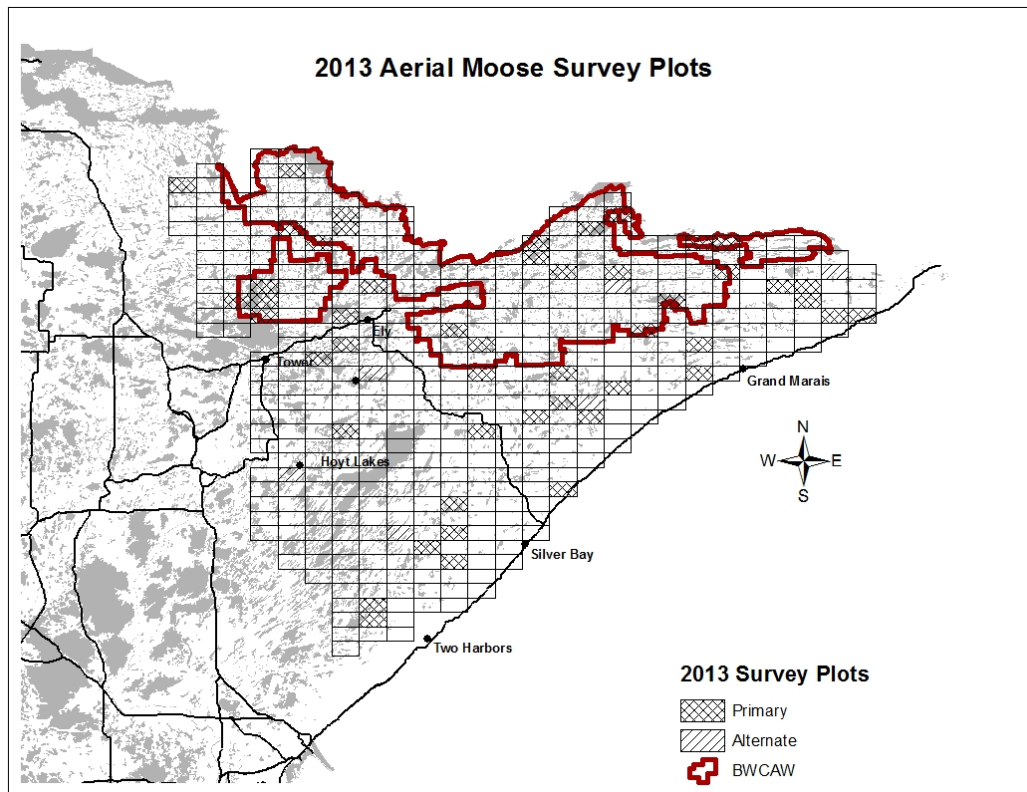 2013 Aerial Moose Survey Plots
Ely
Tower
Grand Marais
N
W E
S
Hoyt Lakes
Silver Bay
Two Harbors
2013 Survey Plots
Primary
Alternate
BWCAW